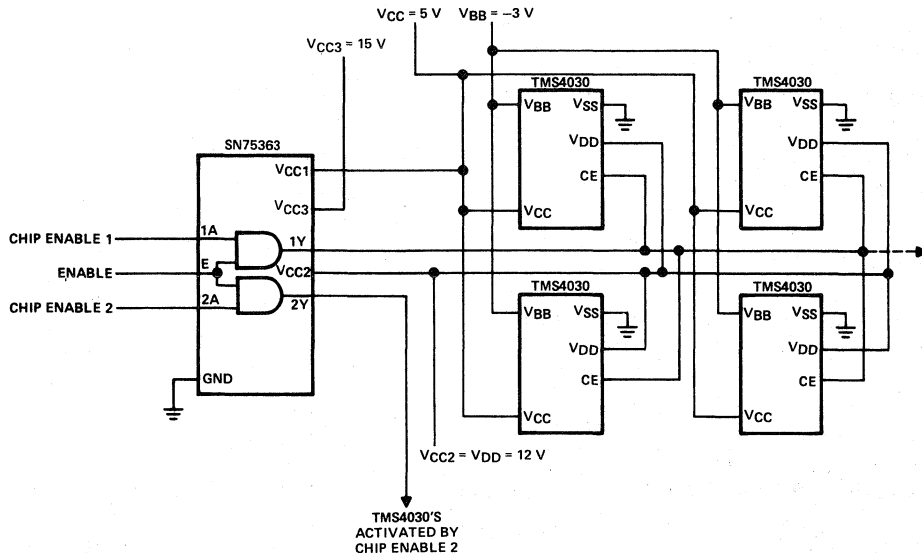 VCC = 5 V
VBB = −3 V
VCC3 = 15 V
SN75363
VCC1
VCC3
1A
1Y
E
VCC2
2A
2Y
GND
CHIP ENABLE 1
ENABLE
CHIP ENABLE 2
TMS4030
VBB
VSS
VDD
CE
VCC
TMS4030
VBB
VSS
VDD
CE
VCC
TMS4030
VBB
VSS
VDD
CE
VCC
TMS4030
VBB
VSS
VDD
CE
VCC
VCC2 = VDD = 12 V
TMS4030'S
ACTIVATED BY
CHIP ENABLE 2